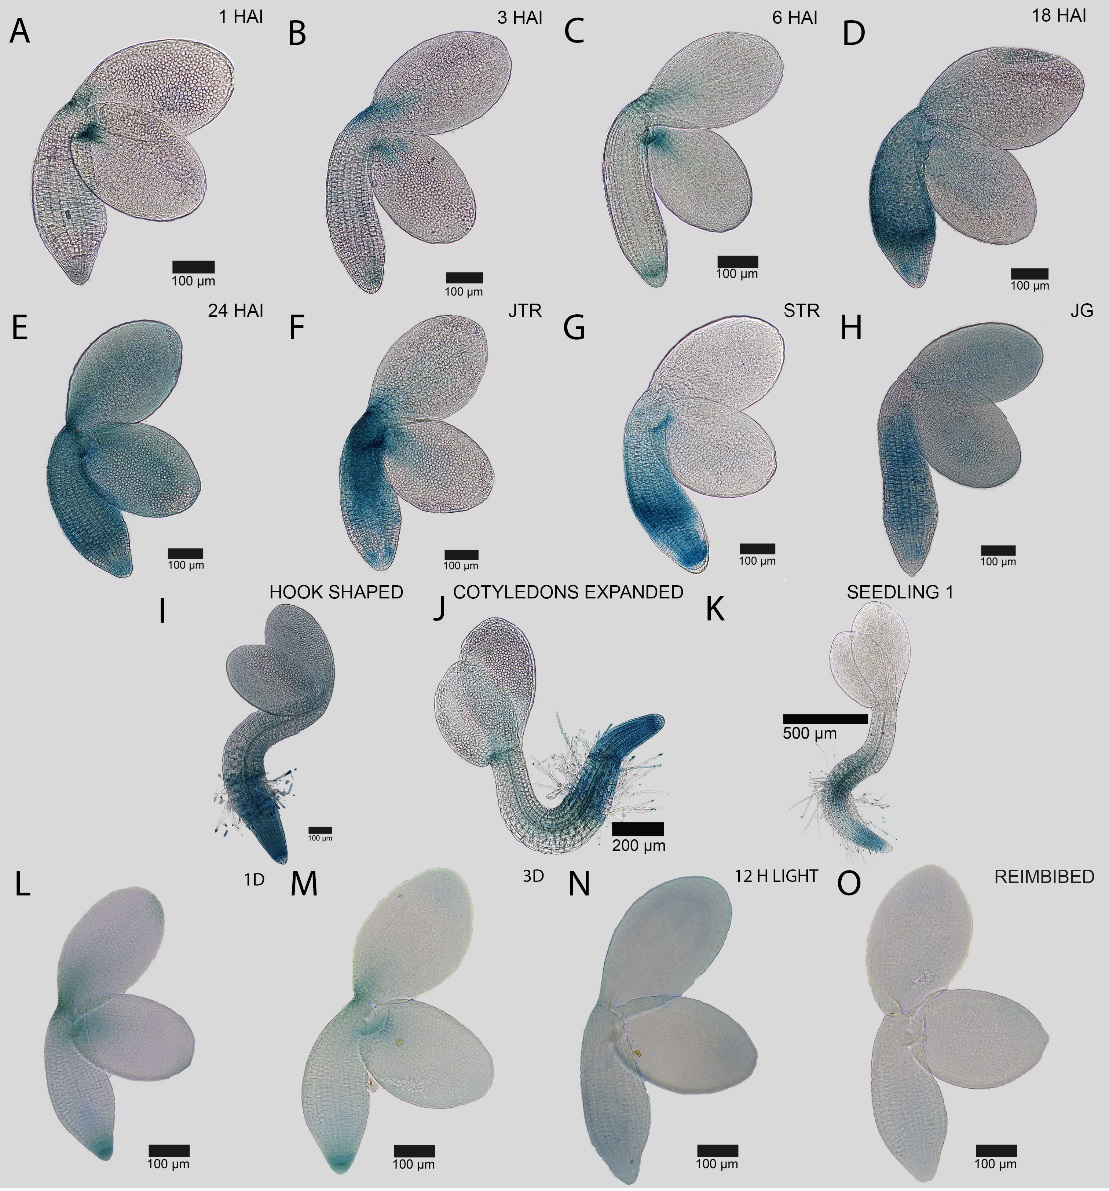 A 1 HAI B 3 HAI C 6 HAI D 18 HAI
100 µm 100 µm 100 µm 100 µm
E 24 HAI F JTR G STR H JG
100 µm 100 µm 100 µm 100 µm
I HOOK SHAPED J COTYLEDONS EXPANDED K SEEDLING 1
500 µm
100 µm
200 µm
L 1D M 3D N 12 H LIGHT O REIMBIBED
100 µm 100 µm 100 µm 100 µm